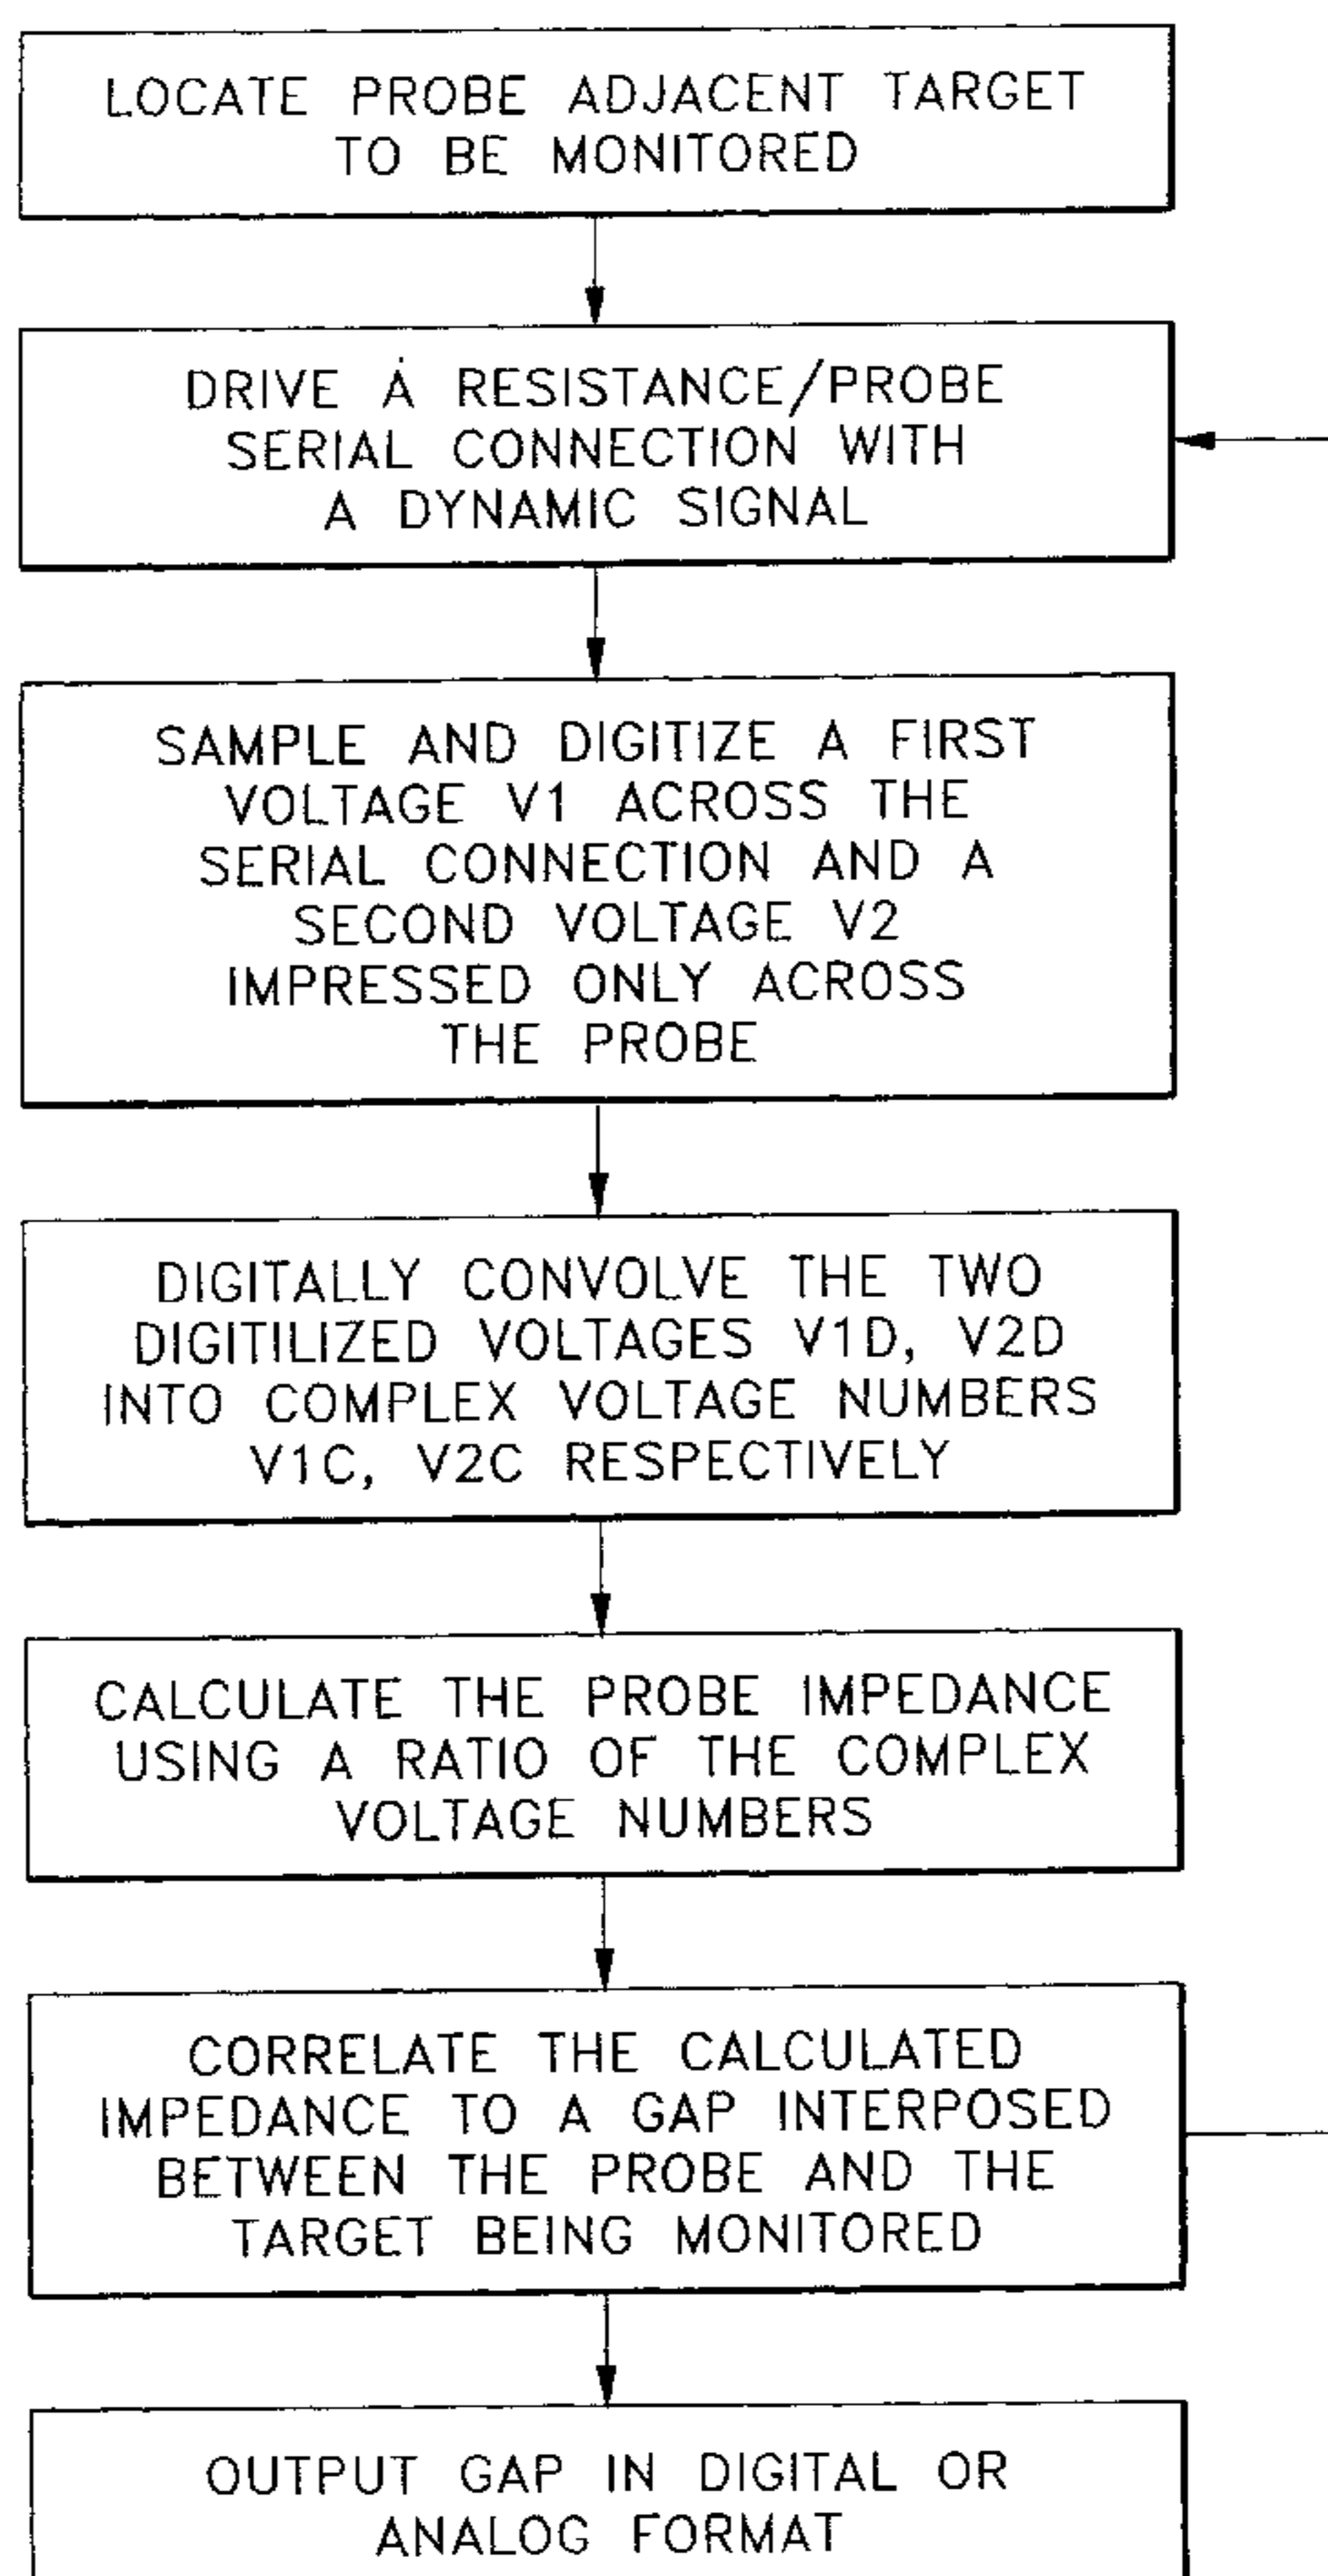 LOCATE PROBE ADJACENT TARGET
TO BE MONITORED
DRIVE A RESISTANCE/PROBE
SERIAL CONNECTION WITH
A DYNAMIC SIGNAL
SAMPLE AND DIGITIZE A FIRST
VOLTAGE V1 ACROSS THE
SERIAL CONNECTION AND A
SECOND VOLTAGE V2
IMPRESSED ONLY ACROSS
THE PROBE
DIGITALLY CONVOLVE THE TWO
DIGITILIZED VOLTAGES V1D, V2D
INTO COMPLEX VOLTAGE NUMBERS
V1C, V2C RESPECTIVELY
CALCULATE THE PROBE IMPEDANCE
USING A RATIO OF THE COMPLEX
VOLTAGE NUMBERS
CORRELATE THE CALCULATED
IMPEDANCE TO A GAP INTERPOSED
BETWEEN THE PROBE AND THE
TARGET BEING MONITORED
OUTPUT GAP IN DIGITAL OR
ANALOG FORMAT